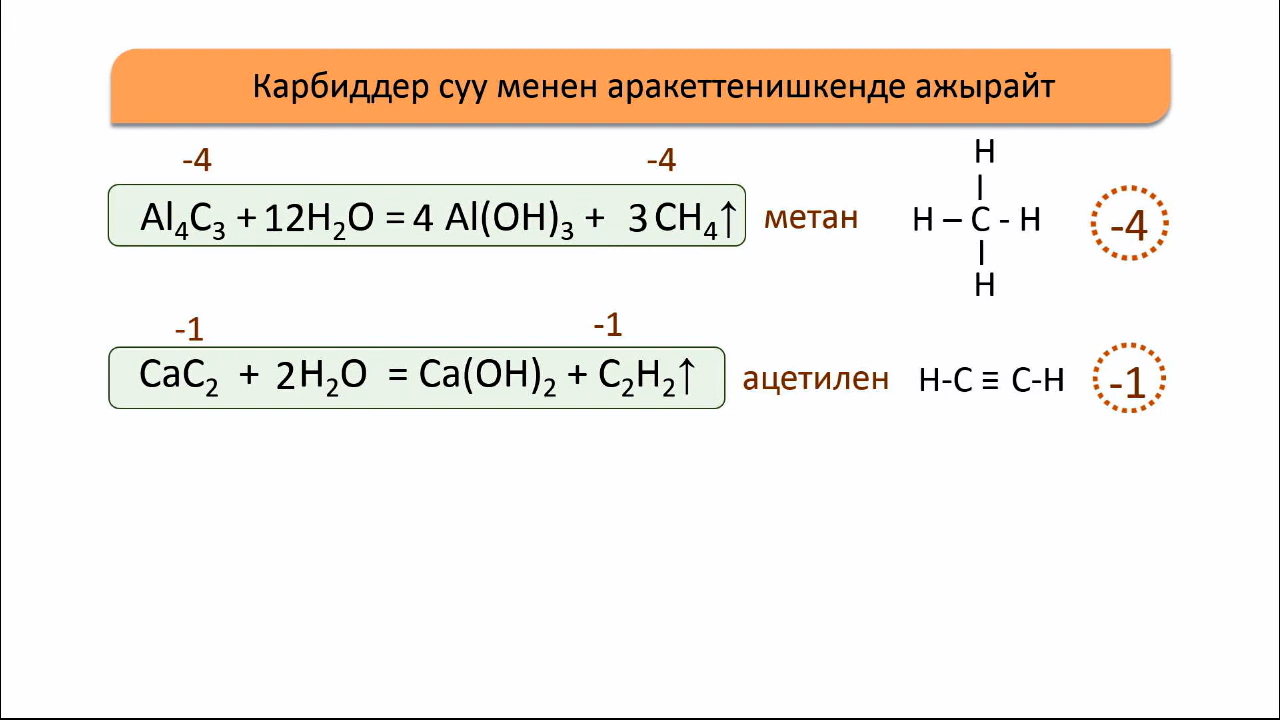 Карбиддер суу менен аракеттенишкенде ажырайт
-4 -4
Al₄C₃ + 12H₂O = 4 Al(OH)₃ + 3 CH₄↑ метан
H
|
H – C - H
|
H
-4
-1 -1
CaC₂ + 2H₂O = Ca(OH)₂ + C₂H₂↑ ацетилен H-C ≡ C-H -1